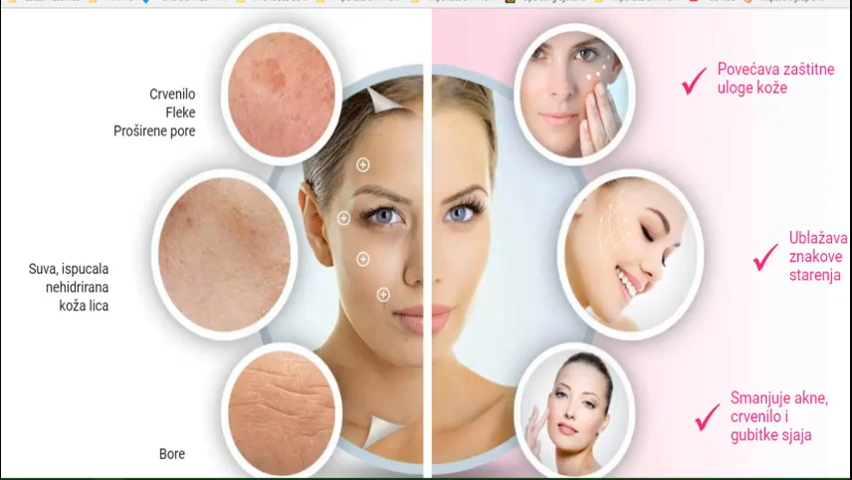 Crvenilo
Fleke
Proširene pore
Suva, ispucala
nehidrirana
koža lica
Bore
Povećava zaštitne
uloge kože
Ublažava
znakove
starenja
Smanjuje akne,
crvenilo i
gubitke sjaja